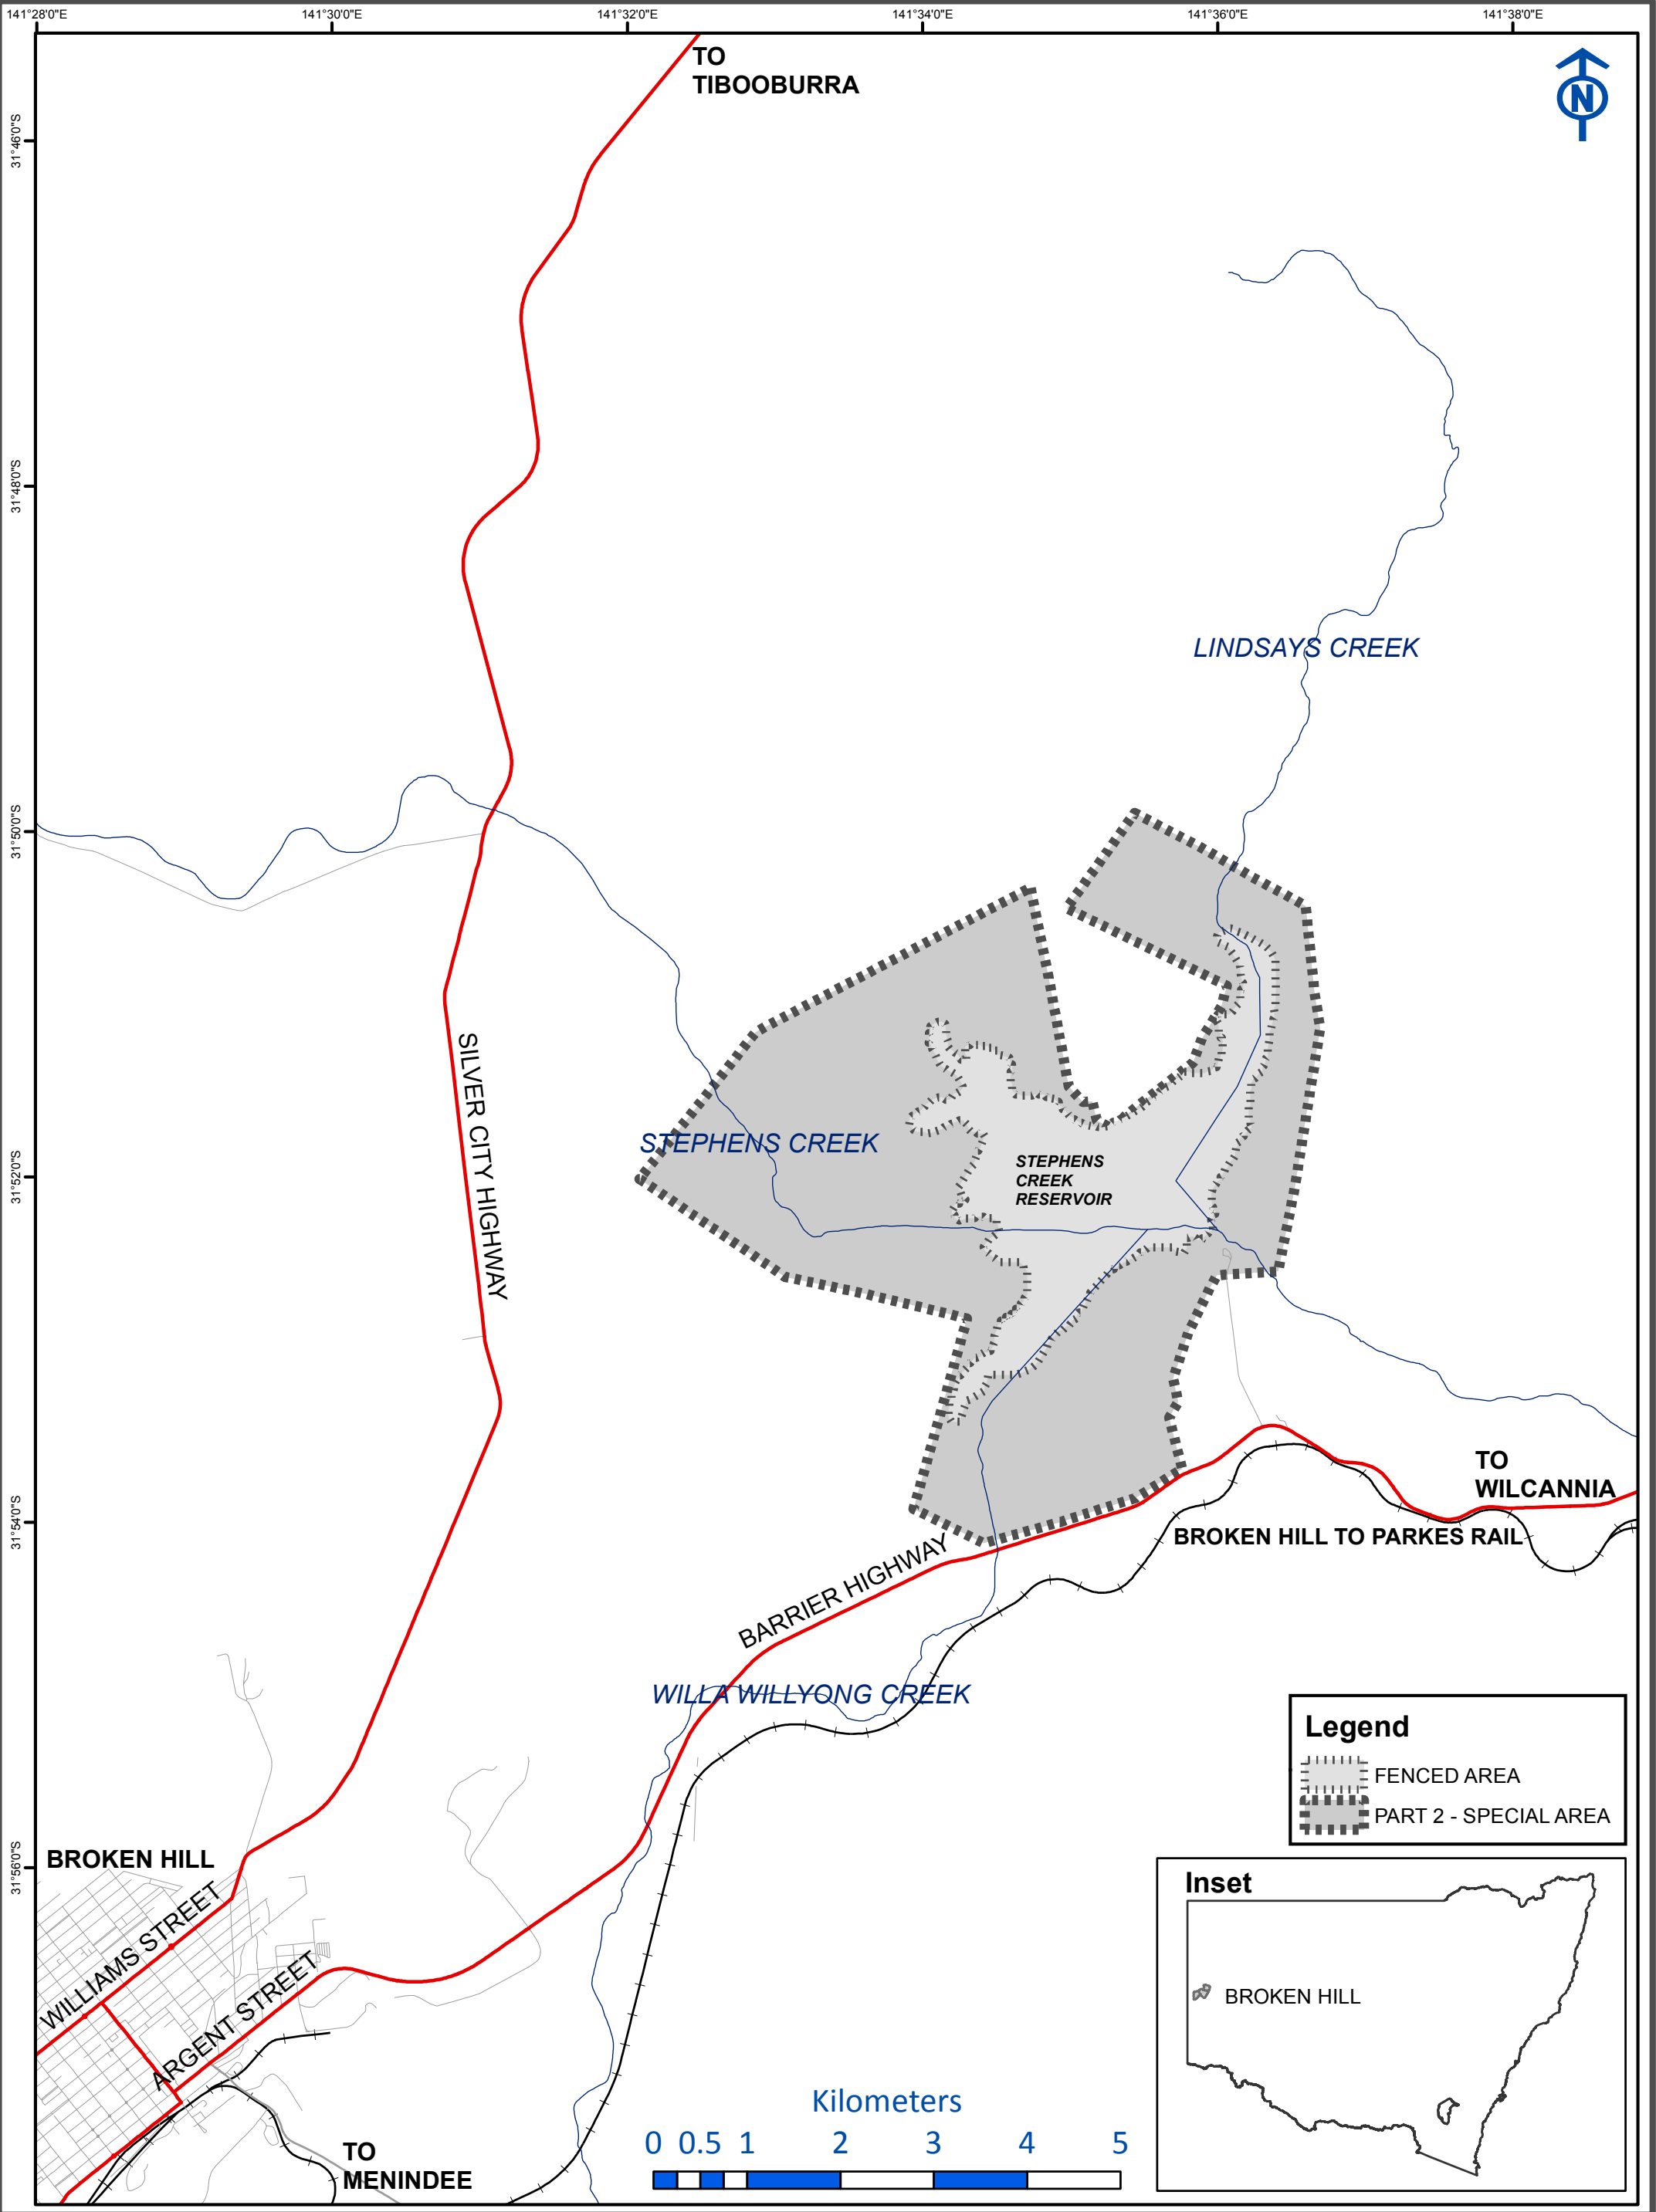 141°28'0"E
141°30'0"E
141°32'0"E
141°34'0"E
141°36'0"E
141°38'0"E
TO
TIBOOBURRA
N
31°46'0"S
31°48'0"S
LINDSAYS CREEK
31°50'0"S
SILVER CITY HIGHWAY
STEPHENS CREEK
STEPHENS
CREEK
RESERVOIR
31°52'0"S
TO
WILCANNIA
31°54'0"S
BROKEN HILL TO PARKES RAIL
BARRIER HIGHWAY
WILLA WILLYONG CREEK
Legend
FENCED AREA
PART 2 - SPECIAL AREA
31°56'0"S
BROKEN HILL
WILLIAMS STREET
ARGENT STREET
Inset
BROKEN HILL
TO
MENINDEE
Kilometers
0 0.5 1 2 3 4 5